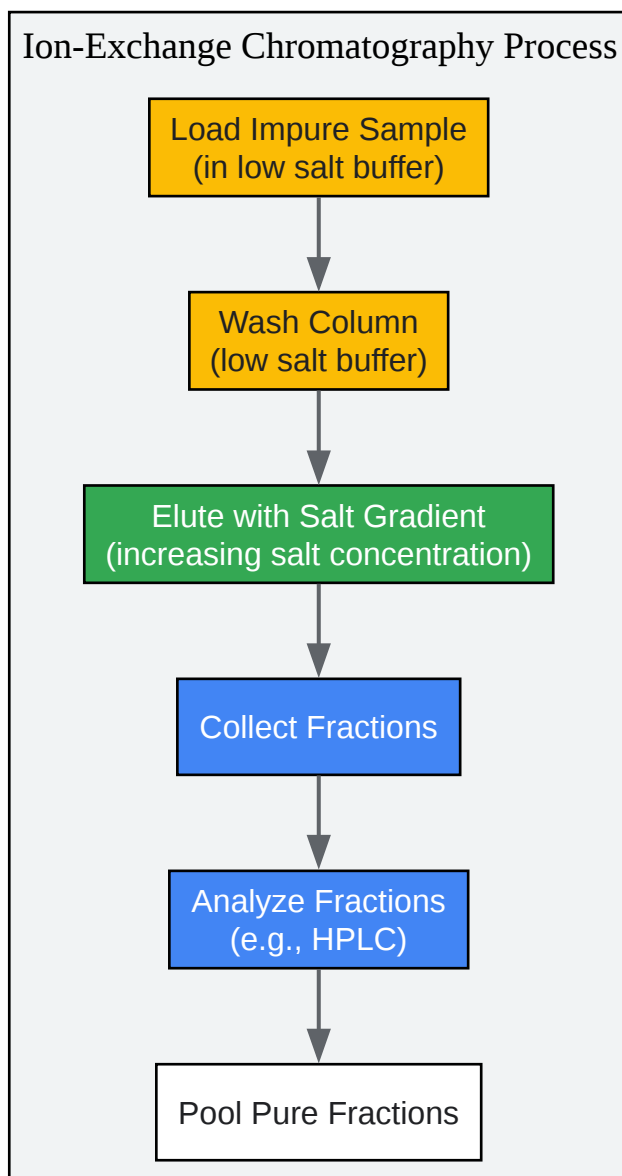 Ion-Exchange Chromatography Process
Load Impure Sample
(in low salt buffer)
Wash Column
(low salt buffer)
Elute with Salt Gradient
(increasing salt concentration)
Collect Fractions
Analyze Fractions
(e.g., HPLC)
Pool Pure Fractions